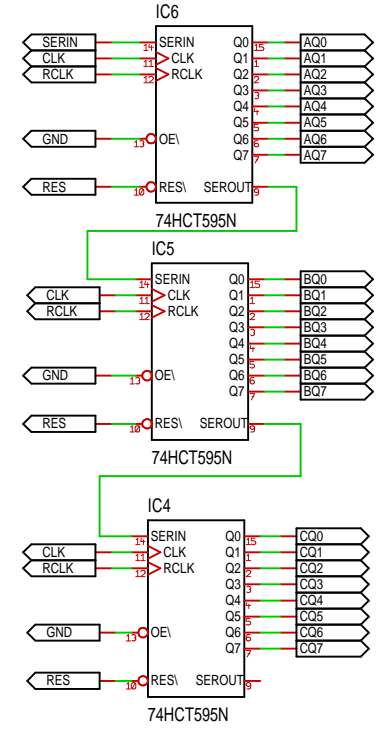 IC6
SERIN 14 SERIN Q0 15 AQ0
CLK 11 CLK Q1 1 AQ1
RCLK 12 RCLK Q2 2 AQ2
Q3 3 AQ3
Q4 4 AQ4
Q5 5 AQ5
GND 13 OE\ Q6 6 AQ6
Q7 7 AQ7
RES 10 RES\ SEROUT 9
74HCT595N
IC5
14 SERIN Q0 15 BQ0
CLK 11 CLK Q1 1 BQ1
RCLK 12 RCLK Q2 2 BQ2
Q3 3 BQ3
Q4 4 BQ4
Q5 5 BQ5
GND 13 OE\ Q6 6 BQ6
Q7 7 BQ7
RES 10 RES\ SEROUT 9
74HCT595N
IC4
14 SERIN Q0 15 CQ0
CLK 11 CLK Q1 1 CQ1
RCLK 12 RCLK Q2 2 CQ2
Q3 3 CQ3
Q4 4 CQ4
Q5 5 CQ5
GND 13 OE\ Q6 6 CQ6
Q7 7 CQ7
RES 10 RES\ SEROUT 9
74HCT595N